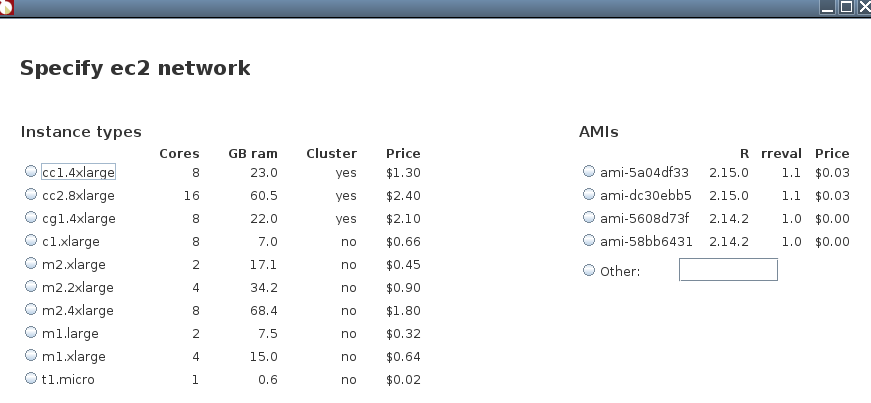 Specify ec2 network
Instance types
Cores GB ram Cluster Price
cc1.4xlarge 8 23.0 yes $1.30
cc2.8xlarge 16 60.5 yes $2.40
cg1.4xlarge 8 22.0 yes $2.10
c1.xlarge 8 7.0 no $0.66
m2.xlarge 2 17.1 no $0.45
m2.2xlarge 4 34.2 no $0.90
m2.4xlarge 8 68.4 no $1.80
m1.large 2 7.5 no $0.32
m1.xlarge 4 15.0 no $0.64
t1.micro 1 0.6 no $0.02
AMIs
R rreval Price
ami-5a04df33 2.15.0 1.1 $0.03
ami-dc30ebb5 2.15.0 1.1 $0.03
ami-5608d73f 2.14.2 1.0 $0.00
ami-58bb6431 2.14.2 1.0 $0.00
Other: